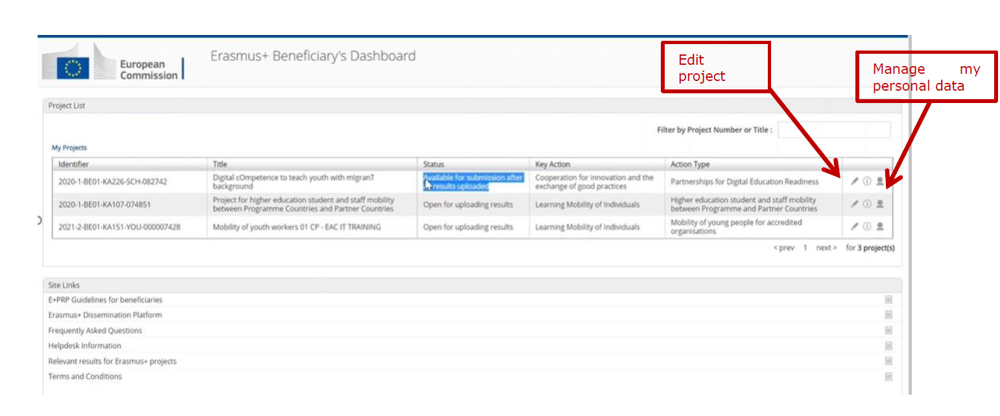 European
Commission
Erasmus+ Beneficiary's Dashboard
Edit
project
Manage my
personal data
Project List
Filter by Project Number or Title :
My Projects
Identifier Title Status Key Action Action Type
2020-1-BE01-KA226-SCH-082742
Digital cOmpetence to teach youth with mIgranT
background
Available for submission after
results uploaded
Cooperation for innovation and the
exchange of good practices
Partnerships for Digital Education Readiness
2020-1-BE01-KA107-074851
Project for higher education student and staff mobility
between Programme Countries and Partner Countries
Open for uploading results
Learning Mobility of Individuals
Higher education student and staff mobility
between Programme and Partner Countries
2021-2-BE01-KA151-YOU-000007428
Mobility of youth workers 01 CP - EAC IT TRAINING
Open for uploading results
Learning Mobility of Individuals
Mobility of young people for accredited
organisations
< prev 1 next > for 3 project(s)
Site Links
E+PRP Guidelines for beneficiaries
Erasmus+ Dissemination Platform
Frequently Asked Questions
Helpdesk Information
Relevant results for Erasmus+ projects
Terms and Conditions